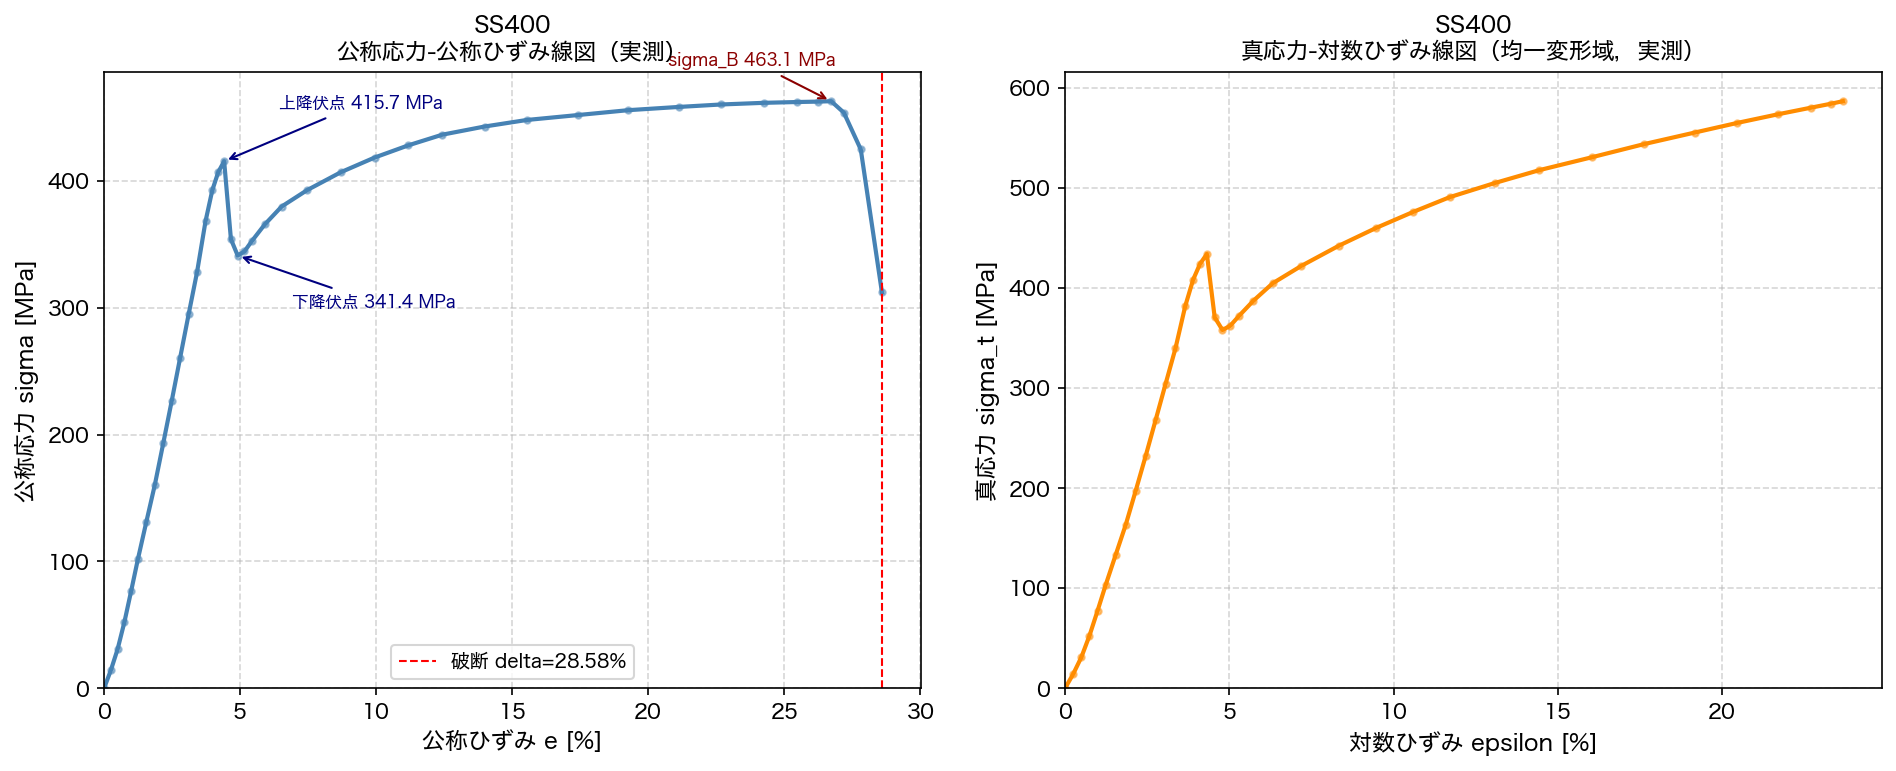 SS400
公称応力-公称ひずみ線図（実測）
sigma_B 463.1 MPa
上降伏点 415.7 MPa
下降伏点 341.4 MPa
公称応力 sigma [MPa]
400
300
200
100
0
破断 delta=28.58%
0 5 10 15 20 25 30
公称ひずみ e [%]
SS400
真応力-対数ひずみ線図（均一変形域，実測）
真応力 sigma_t [MPa]
600
500
400
300
200
100
0
0 5 10 15 20
対数ひずみ epsilon [%]